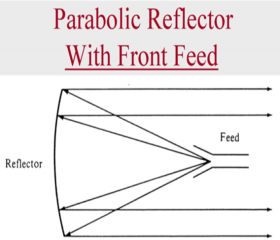 Parabolic Reflector
With Front Feed
Feed
Reflector